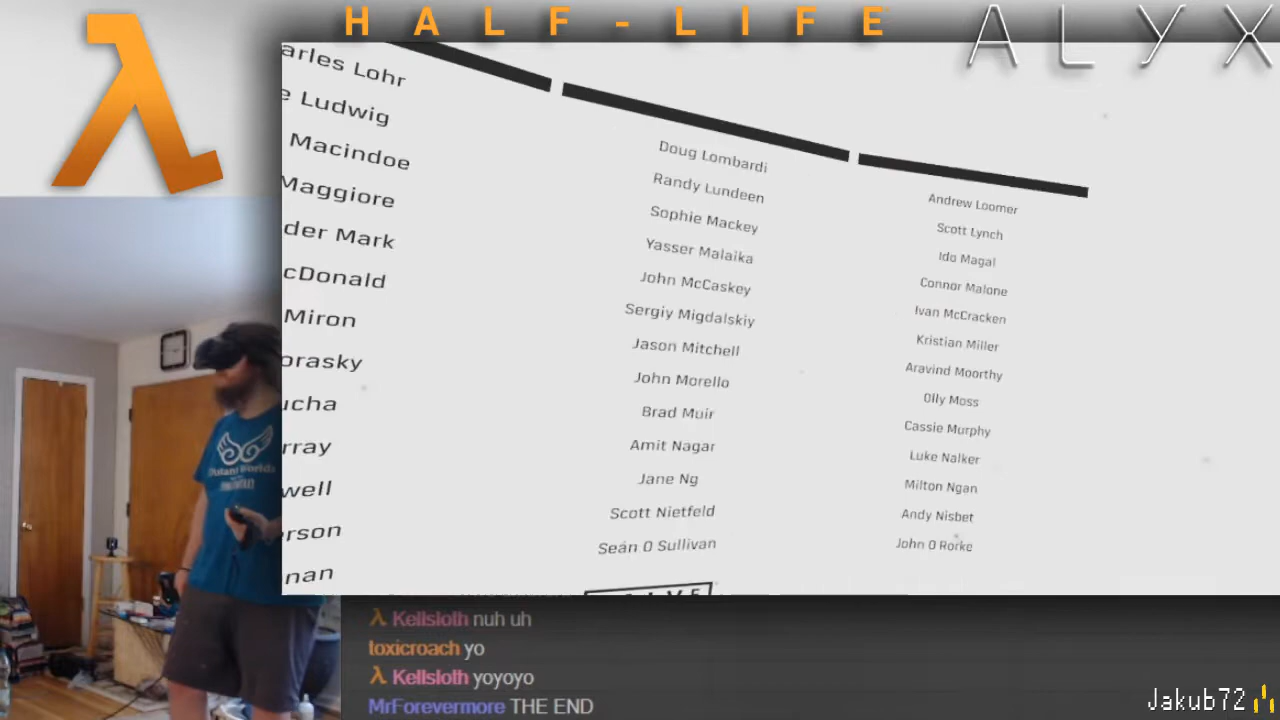 HALF-LIFE
ALYX
arles Lohr
e Ludwig
Macindoe
Maggiore
der Mark
cDonald
Miron
orasky
ucha
rray
well
erson
nan
Doug Lombardi
Randy Lundeen
Sophie Mackey
Yasser Malaika
John McCaskey
Sergiy Migdalskiy
Jason Mitchell
John Morello
Brad Muir
Amit Nagar
Jane Ng
Scott Nietfeld
Seán O Sullivan
Andrew Loomer
Scott Lynch
Ido Magal
Connor Malone
Ivan McCracken
Kristian Miller
Aravind Moorthy
Olly Moss
Cassie Murphy
Luke Nalker
Milton Ngan
Andy Nisbet
John O Rorke
Distant Worlds
λ Kellsloth nuh uh
toxicroach yo
λ Kellsloth yoyoyo
MrForevermore THE END
Jakub72